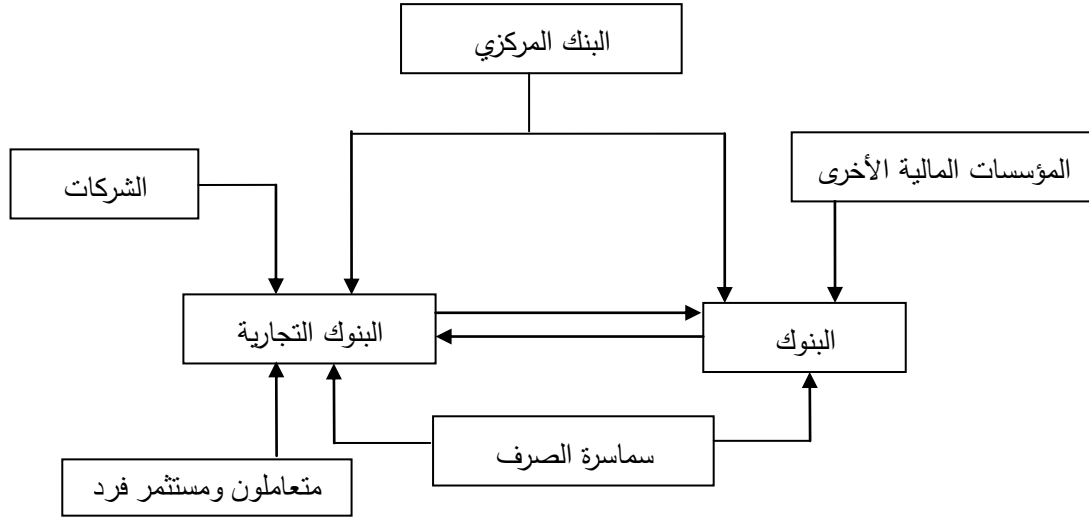 البنك المركزي
المؤسسات المالية الأخرى
الشركات
البنوك التجارية
البنوك
سماسرة الصرف
متعاملون ومستثمر فرد